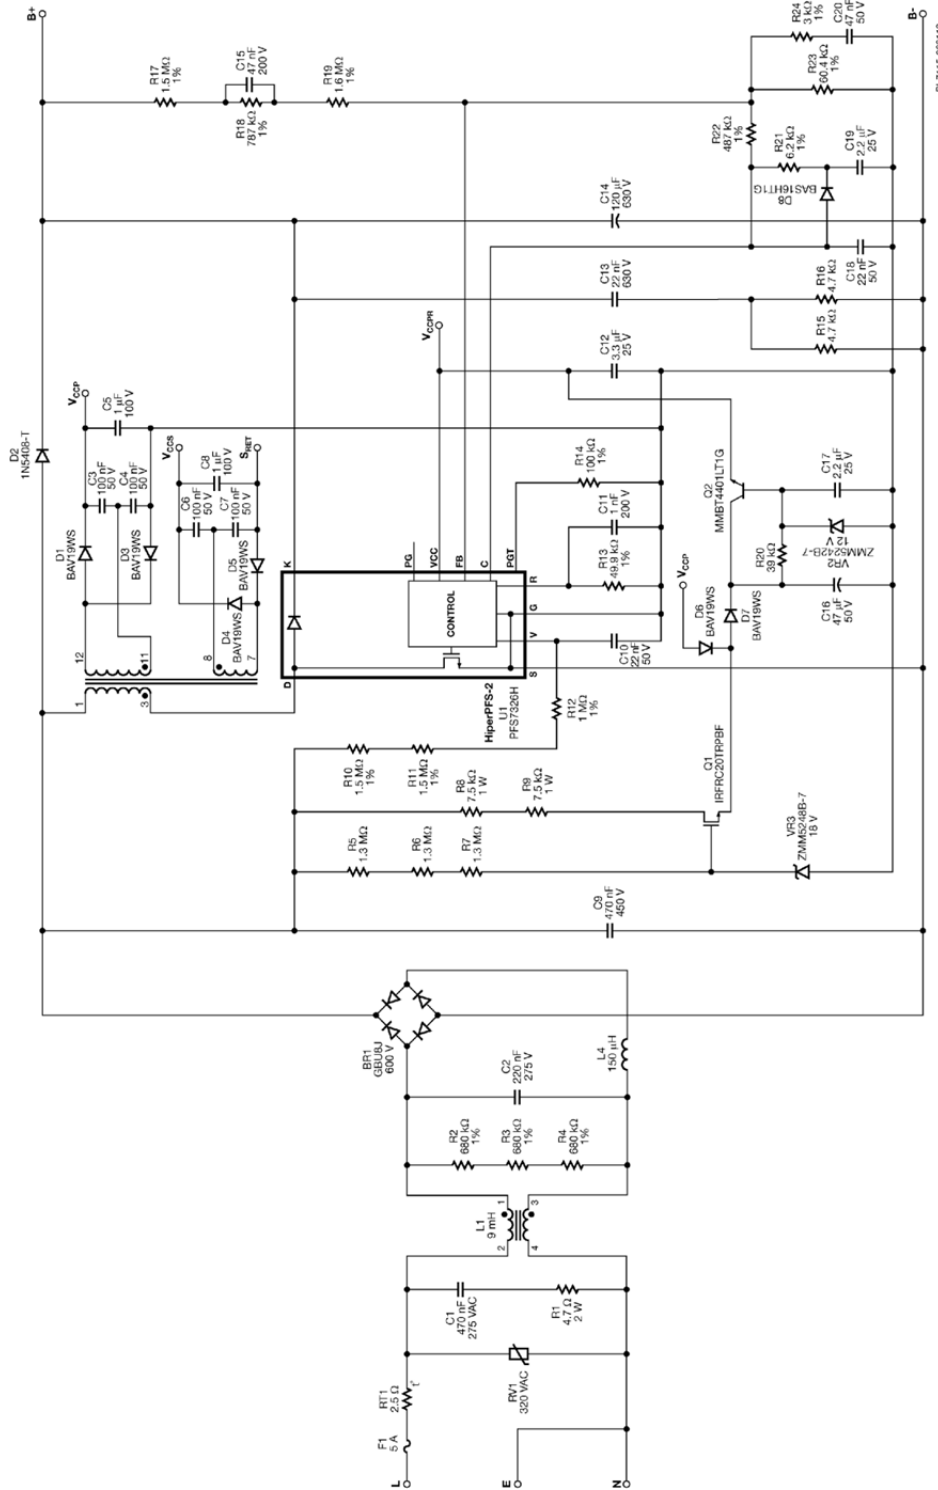 L
E
N
F1
5 A
RT1
2.5 Ω
t°
RV1
320 VAC
C1
470 nF
275 VAC
R1
4.7 Ω
2 W
L1
9 mH
2
1
4
3
R2
680 kΩ
1%
R3
680 kΩ
1%
R4
680 kΩ
1%
C2
220 nF
275 V
L4
150 µH
BR1
GBU8J
600 V
C9
470 nF
450 V
R5
1.3 MΩ
R6
1.3 MΩ
R7
1.3 MΩ
VR3
ZMM5248B-7
18 V
R8
7.5 kΩ
1 W
R9
7.5 kΩ
1 W
Q1
IRFRC20TRPBF
R10
1.5 MΩ
1%
R11
1.5 MΩ
1%
R12
1 MΩ
1%
1
3
12
11
8
7
D1
BAV19WS
D3
BAV19WS
D4
BAV19WS
D5
BAV19WS
C3
100 nF
50 V
C4
100 nF
50 V
C5
1 µF
100 V
VCCP
C6
100 nF
50 V
C7
100 nF
50 V
C8
1 µF
100 V
VCCS
SRET
D2
1N5408-T
HiperPFS-2
U1
PFS7326H
D
K
S
V
G
R
CONTROL
PG
VCC
FB
C
PGT
C10
22 nF
50 V
R13
49.9 kΩ
1%
C11
1 nF
200 V
R14
100 kΩ
1%
D6
BAV19WS
VCCP
D7
BAV19WS
C16
47 µF
50 V
R20
39 kΩ
VR2
ZMM5242B-7
12 V
C17
2.2 µF
25 V
Q2
MMBT4401LT1G
VCCPR
C12
3.3 µF
25 V
C13
22 nF
630 V
R15
4.7 kΩ
R16
4.7 kΩ
C14
120 µF
630 V
C18
22 nF
50 V
D8
BAS16HT1G
R21
6.2 kΩ
1%
C19
2.2 µF
25 V
R22
487 kΩ
1%
R17
1.5 MΩ
1%
C15
47 nF
200 V
R18
787 kΩ
1%
R19
1.6 MΩ
1%
R23
60.4 kΩ
1%
R24
3 kΩ
1%
C20
47 nF
50 V
B+
B-